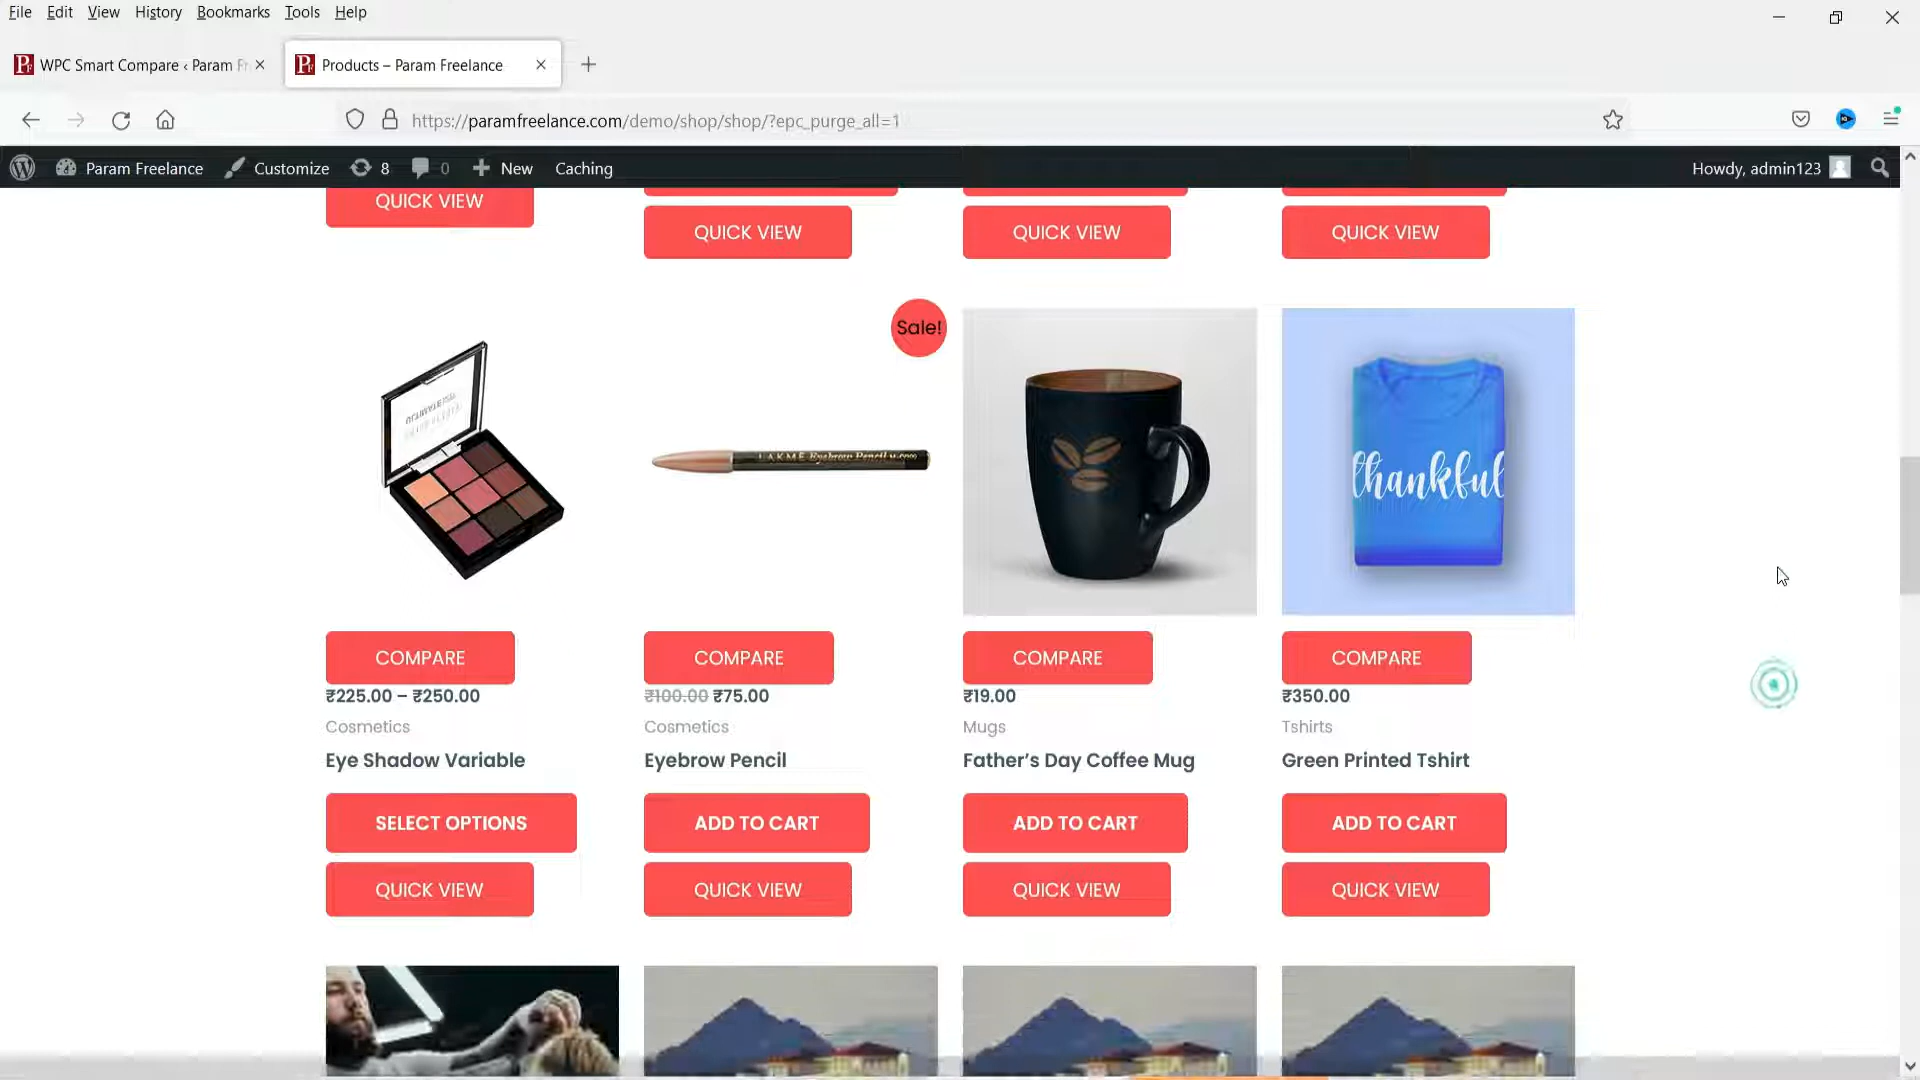 File Edit View History Bookmarks Tools Help
WPC Smart Compare ‹ Param Fr
Products – Param Freelance
https://paramfreelance.com/demo/shop/shop/?epc_purge_all=1
Param Freelance Customize 8 0 New Caching Howdy, admin123
QUICK VIEW
QUICK VIEW QUICK VIEW QUICK VIEW
Sale!
ULTIMATE
LAKME Eyebrow Pencil
thankful
COMPARE COMPARE COMPARE COMPARE
₹225.00 – ₹250.00 ₹100.00 ₹75.00 ₹19.00 ₹350.00
Cosmetics Cosmetics Mugs Tshirts
Eye Shadow Variable Eyebrow Pencil Father’s Day Coffee Mug Green Printed Tshirt
SELECT OPTIONS ADD TO CART ADD TO CART ADD TO CART
QUICK VIEW QUICK VIEW QUICK VIEW QUICK VIEW